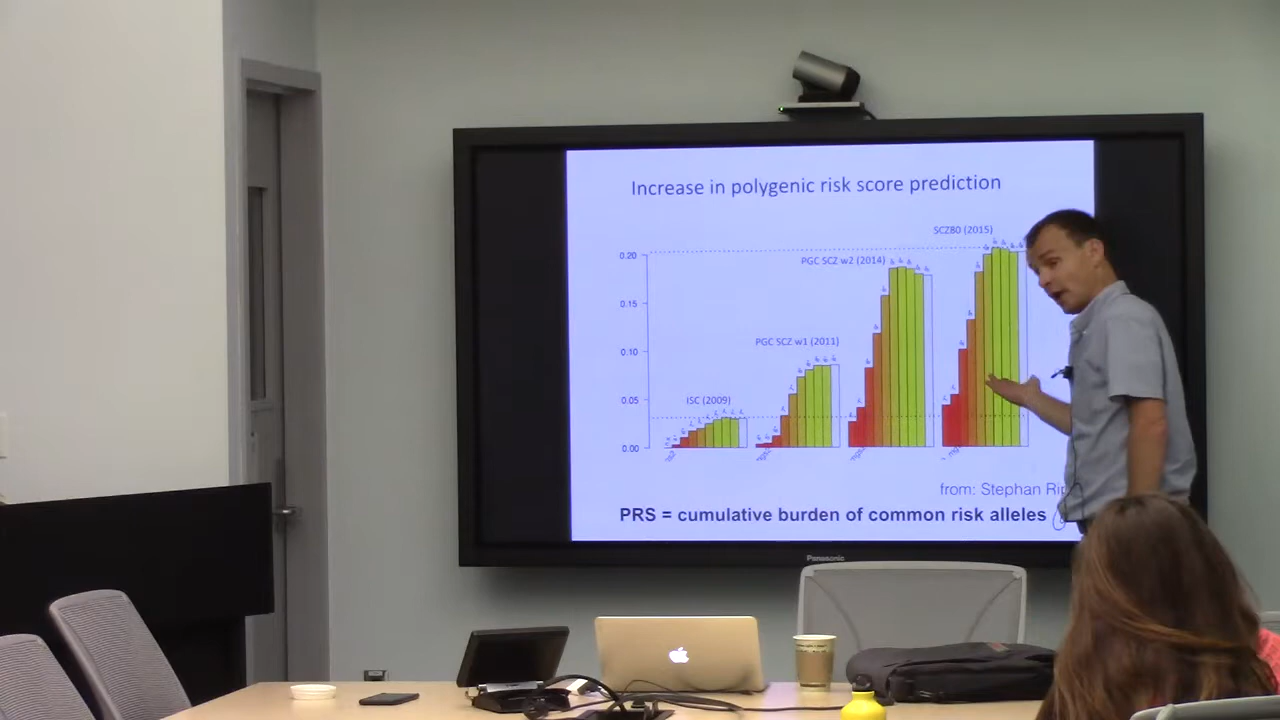 Increase in polygenic risk score prediction
SCZ80 (2015)
PGC SCZ w2 (2014)
PGC SCZ w1 (2011)
ISC (2009)
0.20
0.15
0.10
0.05
0.00
from: Stephan
PRS = cumulative burden of common risk alleles
Panasonic